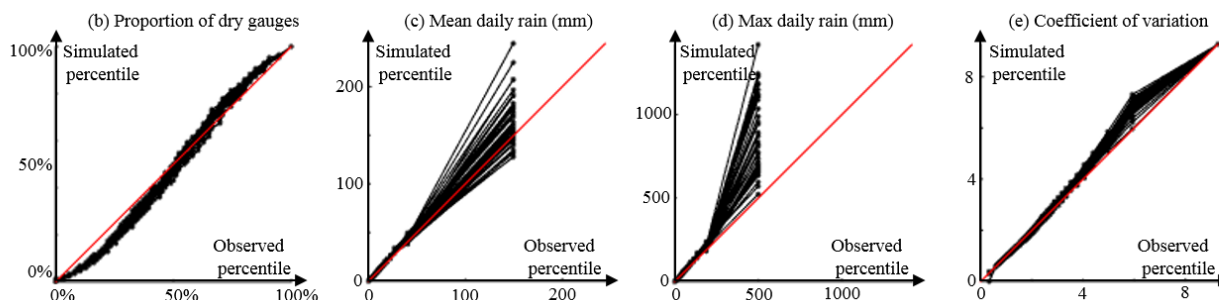 (b) Proportion of dry gauges
100%
Simulated
percentile
50%
0%
Observed
percentile
0%
50%
100%
(c) Mean daily rain (mm)
Simulated
percentile
200
100
0
Observed
percentile
0
100
200
(d) Max daily rain (mm)
Simulated
percentile
1000
500
0
Observed
percentile
0
500
1000
(e) Coefficient of variation
8
Simulated
percentile
4
0
Observed
percentile
0
4
8